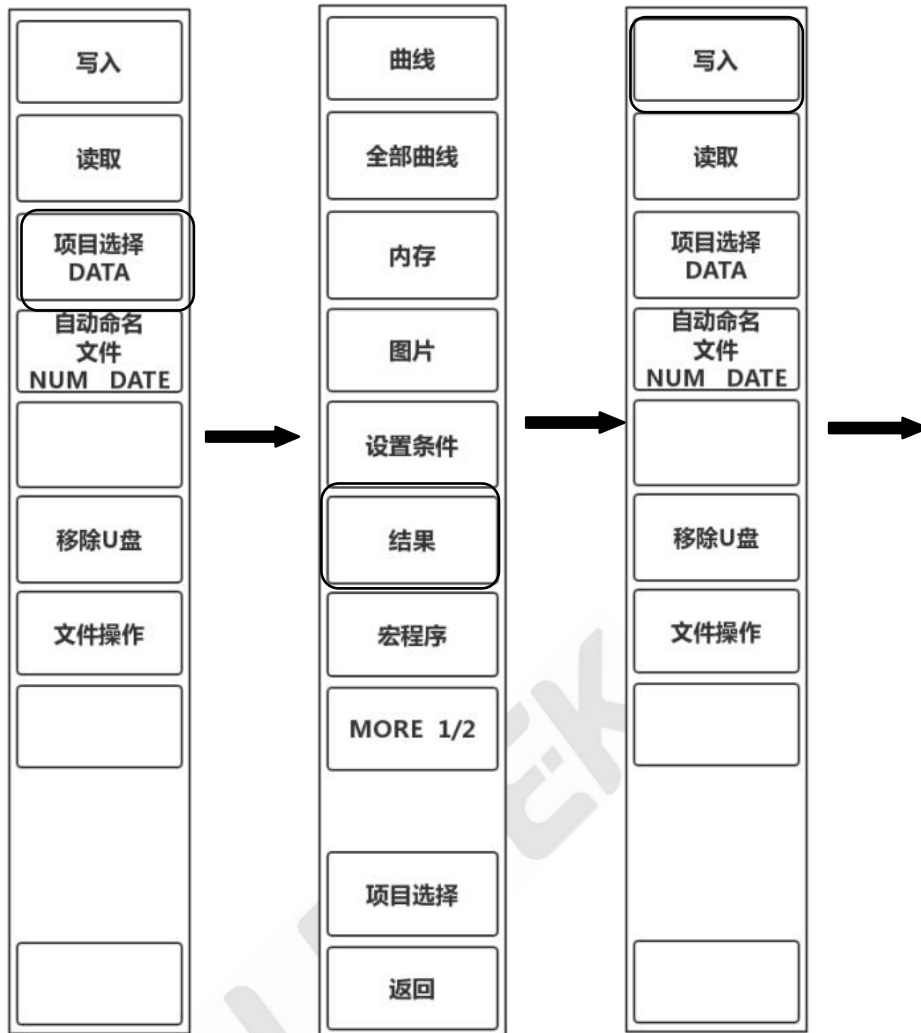 写入
读取
项目选择
DATA
自动命名
文件
NUM DATE
移除U盘
文件操作
曲线
全部曲线
内存
图片
设置条件
结果
宏程序
MORE 1/2
项目选择
返回
写入
读取
项目选择
DATA
自动命名
文件
NUM DATE
移除U盘
文件操作